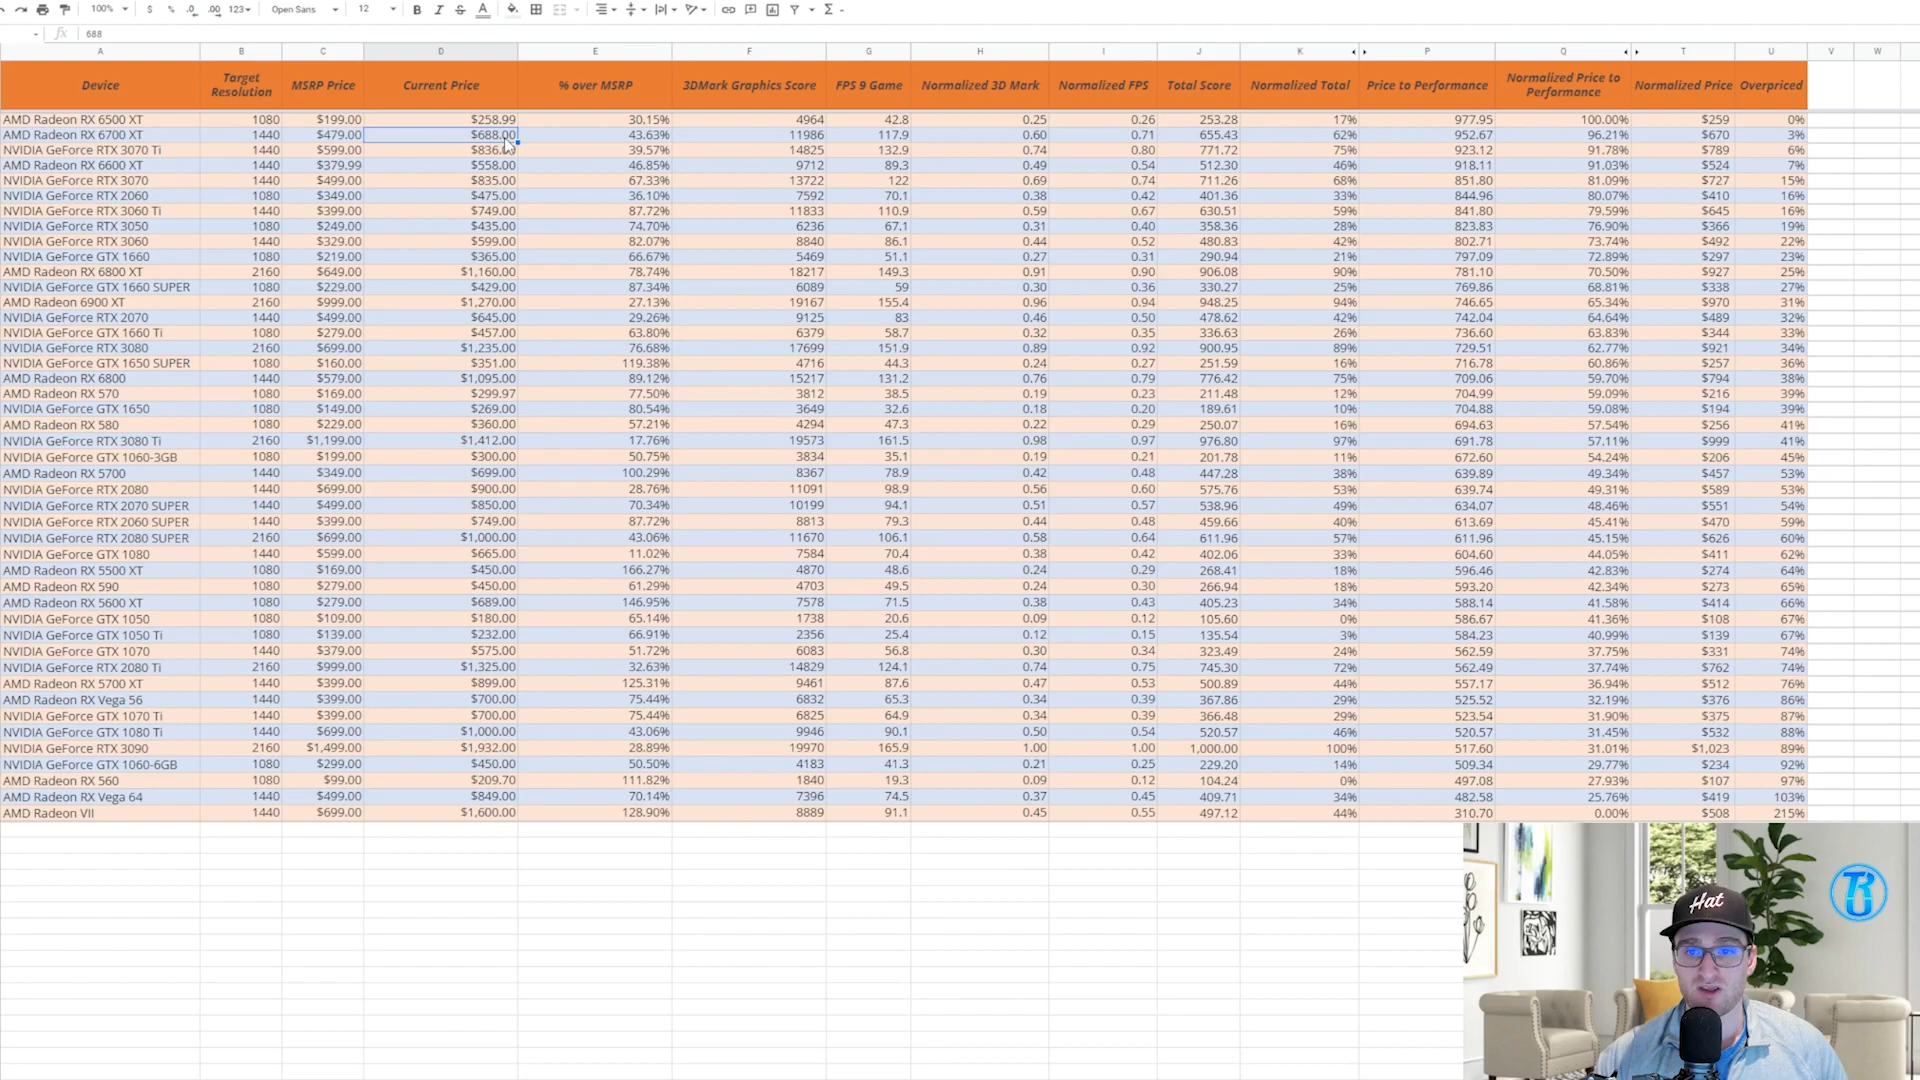 100% $ % .0 .00 123 Open Sans 12 B I S A Σ
fx 688
A B C D E F G H I J K P Q T U V W
Device Target Resolution MSRP Price Current Price % over MSRP 3DMark Graphics Score FPS 9 Game Normalized 3D Mark Normalized FPS Total Score Normalized Total Price to Performance Normalized Price to Performance Normalized Price Overpriced
AMD Radeon RX 6500 XT 1080 $199.00 $258.99 30.15% 4964 42.8 0.25 0.26 253.28 17% 977.95 100.00% $259 0%
AMD Radeon RX 6700 XT 1440 $479.00 $688.00 43.63% 11986 117.9 0.60 0.71 655.43 62% 952.67 96.21% $670 3%
NVIDIA GeForce RTX 3070 Ti 1440 $599.00 $836.00 39.57% 14825 132.9 0.74 0.80 771.72 75% 923.12 91.78% $789 6%
AMD Radeon RX 6600 XT 1440 $379.99 $558.00 46.85% 9712 89.3 0.49 0.54 512.30 46% 918.11 91.03% $524 7%
NVIDIA GeForce RTX 3070 1440 $499.00 $835.00 67.33% 13722 122 0.69 0.74 711.26 68% 851.80 81.09% $727 15%
NVIDIA GeForce RTX 2060 1080 $349.00 $475.00 36.10% 7592 70.1 0.38 0.42 401.36 33% 844.96 80.07% $410 16%
NVIDIA GeForce RTX 3060 Ti 1440 $399.00 $749.00 87.72% 11833 110.9 0.59 0.67 630.51 59% 841.80 79.59% $645 16%
NVIDIA GeForce RTX 3050 1080 $249.00 $435.00 74.70% 6236 67.1 0.31 0.40 358.36 28% 823.83 76.90% $366 19%
NVIDIA GeForce RTX 3060 1440 $329.00 $599.00 82.07% 8840 86.1 0.44 0.52 480.83 42% 802.71 73.74% $492 22%
NVIDIA GeForce GTX 1660 1080 $219.00 $365.00 66.67% 5469 51.1 0.27 0.31 290.94 21% 797.09 72.89% $297 23%
AMD Radeon RX 6800 XT 2160 $649.00 $1,160.00 78.74% 18217 149.3 0.91 0.90 906.08 90% 781.10 70.50% $927 25%
NVIDIA GeForce GTX 1660 SUPER 1080 $229.00 $429.00 87.34% 6089 59 0.30 0.36 330.27 25% 769.86 68.81% $338 27%
AMD Radeon 6900 XT 2160 $999.00 $1,270.00 27.13% 19167 155.4 0.96 0.94 948.25 94% 746.65 65.34% $970 31%
NVIDIA GeForce RTX 2070 1440 $499.00 $645.00 29.26% 9125 83 0.46 0.50 478.62 42% 742.04 64.64% $489 32%
NVIDIA GeForce GTX 1660 Ti 1080 $279.00 $457.00 63.80% 6379 58.7 0.32 0.35 336.63 26% 736.60 63.83% $344 33%
NVIDIA GeForce RTX 3080 2160 $699.00 $1,235.00 76.68% 17699 151.9 0.89 0.92 900.95 89% 729.51 62.77% $921 34%
NVIDIA GeForce GTX 1650 SUPER 1080 $160.00 $351.00 119.38% 4716 44.3 0.24 0.27 251.59 16% 716.78 60.86% $257 36%
AMD Radeon RX 6800 1440 $579.00 $1,095.00 89.12% 15217 131.2 0.76 0.79 776.42 75% 709.06 59.70% $794 38%
AMD Radeon RX 570 1080 $169.00 $299.97 77.50% 3812 38.5 0.19 0.23 211.48 12% 704.99 59.09% $216 39%
NVIDIA GeForce GTX 1650 1080 $149.00 $269.00 80.54% 3649 32.6 0.18 0.20 189.61 10% 704.88 59.08% $194 39%
AMD Radeon RX 580 1080 $229.00 $360.00 57.21% 4294 47.3 0.22 0.29 250.07 16% 694.63 57.54% $256 41%
NVIDIA GeForce RTX 3080 Ti 2160 $1,199.00 $1,412.00 17.76% 19573 161.5 0.98 0.97 976.80 97% 691.78 57.11% $999 41%
NVIDIA GeForce GTX 1060-3GB 1080 $199.00 $300.00 50.75% 3834 35.1 0.19 0.21 201.78 11% 672.60 54.24% $206 45%
AMD Radeon RX 5700 1440 $349.00 $699.00 100.29% 8367 78.9 0.42 0.48 447.28 38% 639.89 49.34% $457 53%
NVIDIA GeForce RTX 2080 1440 $699.00 $900.00 28.76% 11091 98.9 0.56 0.60 575.76 53% 639.74 49.31% $589 53%
NVIDIA GeForce RTX 2070 SUPER 1440 $499.00 $850.00 70.34% 10199 94.1 0.51 0.57 538.96 49% 634.07 48.46% $551 54%
NVIDIA GeForce RTX 2060 SUPER 1440 $399.00 $749.00 87.72% 8813 79.3 0.44 0.48 459.66 40% 613.69 45.41% $470 59%
NVIDIA GeForce RTX 2080 SUPER 2160 $699.00 $1,000.00 43.06% 11670 106.1 0.58 0.64 611.96 57% 611.96 45.15% $626 60%
NVIDIA GeForce GTX 1080 1440 $599.00 $665.00 11.02% 7584 70.4 0.38 0.42 402.06 33% 604.60 44.05% $411 62%
AMD Radeon RX 5500 XT 1080 $169.00 $450.00 166.27% 4870 48.6 0.24 0.29 268.41 18% 596.46 42.83% $274 64%
AMD Radeon RX 590 1080 $279.00 $450.00 61.29% 4703 49.5 0.24 0.30 266.94 18% 593.20 42.34% $273 65%
AMD Radeon RX 5600 XT 1080 $279.00 $689.00 146.95% 7578 71.5 0.38 0.43 405.23 34% 588.14 41.58% $414 66%
NVIDIA GeForce GTX 1050 1080 $109.00 $180.00 65.14% 1738 20.6 0.09 0.12 105.60 0% 586.67 41.36% $108 67%
NVIDIA GeForce GTX 1050 Ti 1080 $139.00 $232.00 66.91% 2356 25.4 0.12 0.15 135.54 3% 584.23 40.99% $139 67%
NVIDIA GeForce GTX 1070 1440 $379.00 $575.00 51.72% 6083 56.8 0.30 0.34 323.49 24% 562.59 37.75% $331 74%
NVIDIA GeForce RTX 2080 Ti 2160 $999.00 $1,325.00 32.63% 14829 124.1 0.74 0.75 745.30 72% 562.49 37.74% $762 74%
AMD Radeon RX 5700 XT 1440 $399.00 $899.00 125.31% 9461 87.6 0.47 0.53 500.89 44% 557.17 36.94% $512 76%
AMD Radeon RX Vega 56 1440 $399.00 $700.00 75.44% 6832 65.3 0.34 0.39 367.86 29% 525.52 32.19% $376 86%
NVIDIA GeForce GTX 1070 Ti 1440 $399.00 $700.00 75.44% 6825 64.9 0.34 0.39 366.48 29% 523.54 31.90% $375 87%
NVIDIA GeForce GTX 1080 Ti 1440 $699.00 $1,000.00 43.06% 9946 90.1 0.50 0.54 520.57 46% 520.57 31.45% $532 88%
NVIDIA GeForce RTX 3090 2160 $1,499.00 $1,932.00 28.89% 19970 165.9 1.00 1.00 1,000.00 100% 517.60 31.01% $1,023 89%
NVIDIA GeForce GTX 1060-6GB 1080 $299.00 $450.00 50.50% 4183 41.3 0.21 0.25 229.20 14% 509.34 29.77% $234 92%
AMD Radeon RX 560 1080 $99.00 $209.70 111.82% 1840 19.3 0.09 0.12 104.24 0% 497.08 27.93% $107 97%
AMD Radeon RX Vega 64 1440 $499.00 $849.00 70.14% 7396 74.5 0.37 0.45 409.71 34% 482.58 25.76% $419 103%
AMD Radeon VII 1440 $699.00 $1,600.00 128.90% 8889 91.1 0.45 0.55 497.12 44% 310.70 0.00% $508 215%
Hat